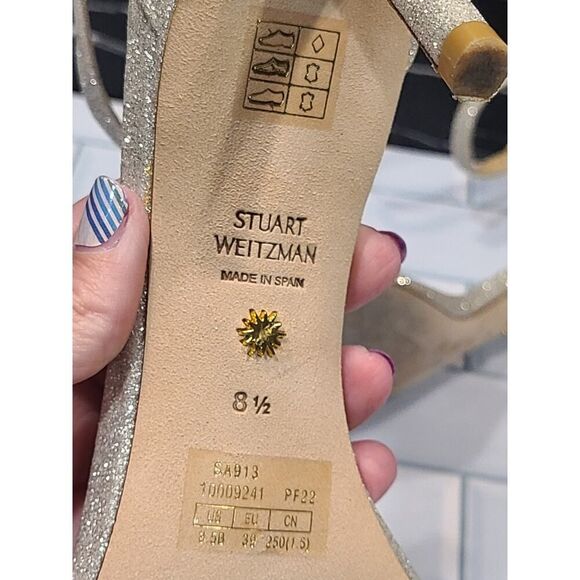 STUART
WEITZMAN
MADE IN SPAIN
8 ½
SA913
10009241 PF22
EU CN
8.5B 39 250(1.5)